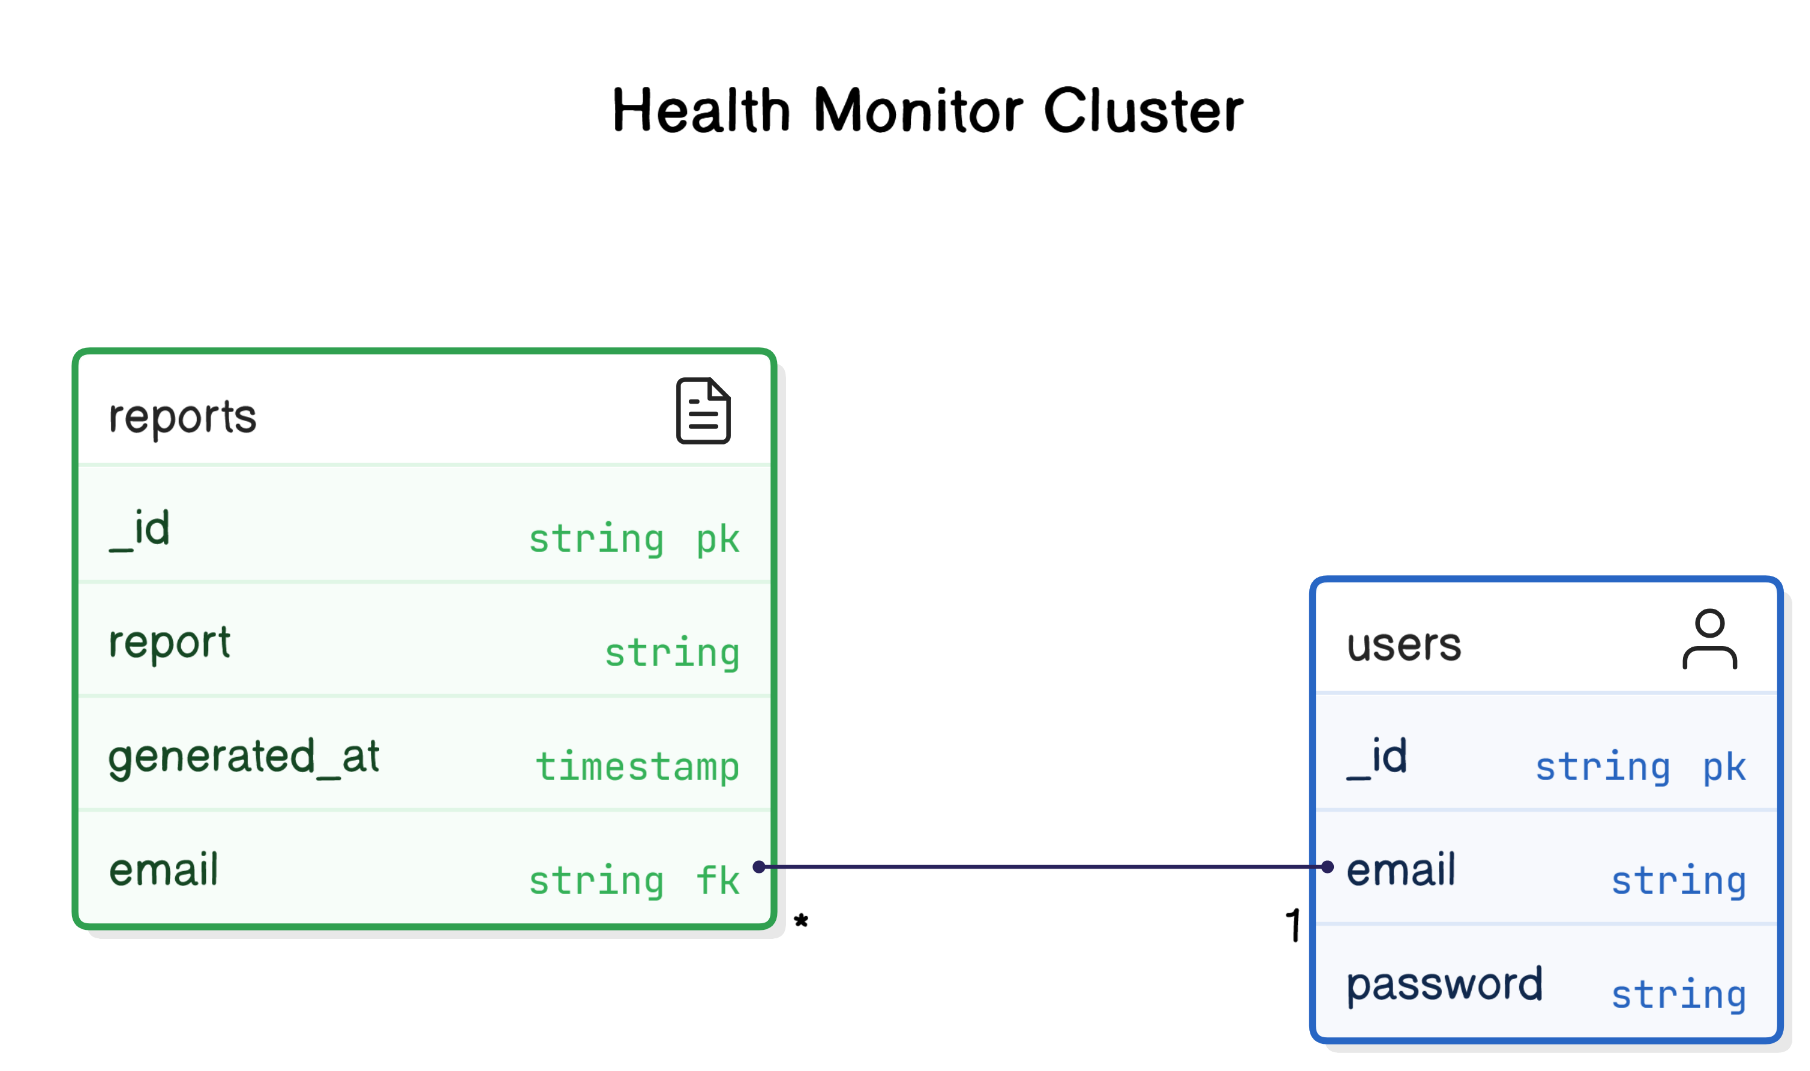 Health Monitor Cluster
reports
_id string pk
report string
generated_at timestamp
email string fk
* 1
users
_id string pk
email string
password string